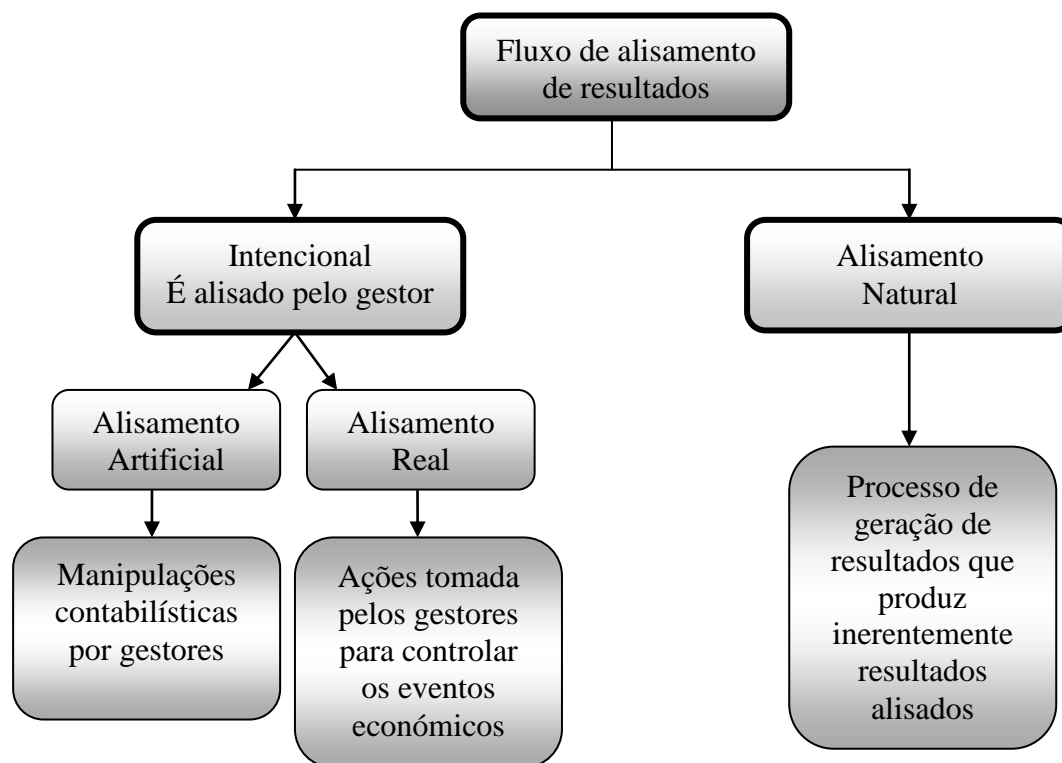 Fluxo de alisamento
de resultados
Intencional
É alisado pelo gestor
Alisamento
Natural
Alisamento
Artificial
Alisamento
Real
Manipulações
contabilísticas
por gestores
Ações tomada
pelos gestores
para controlar
os eventos
económicos
Processo de
geração de
resultados que
produz
inerentemente
resultados
alisados